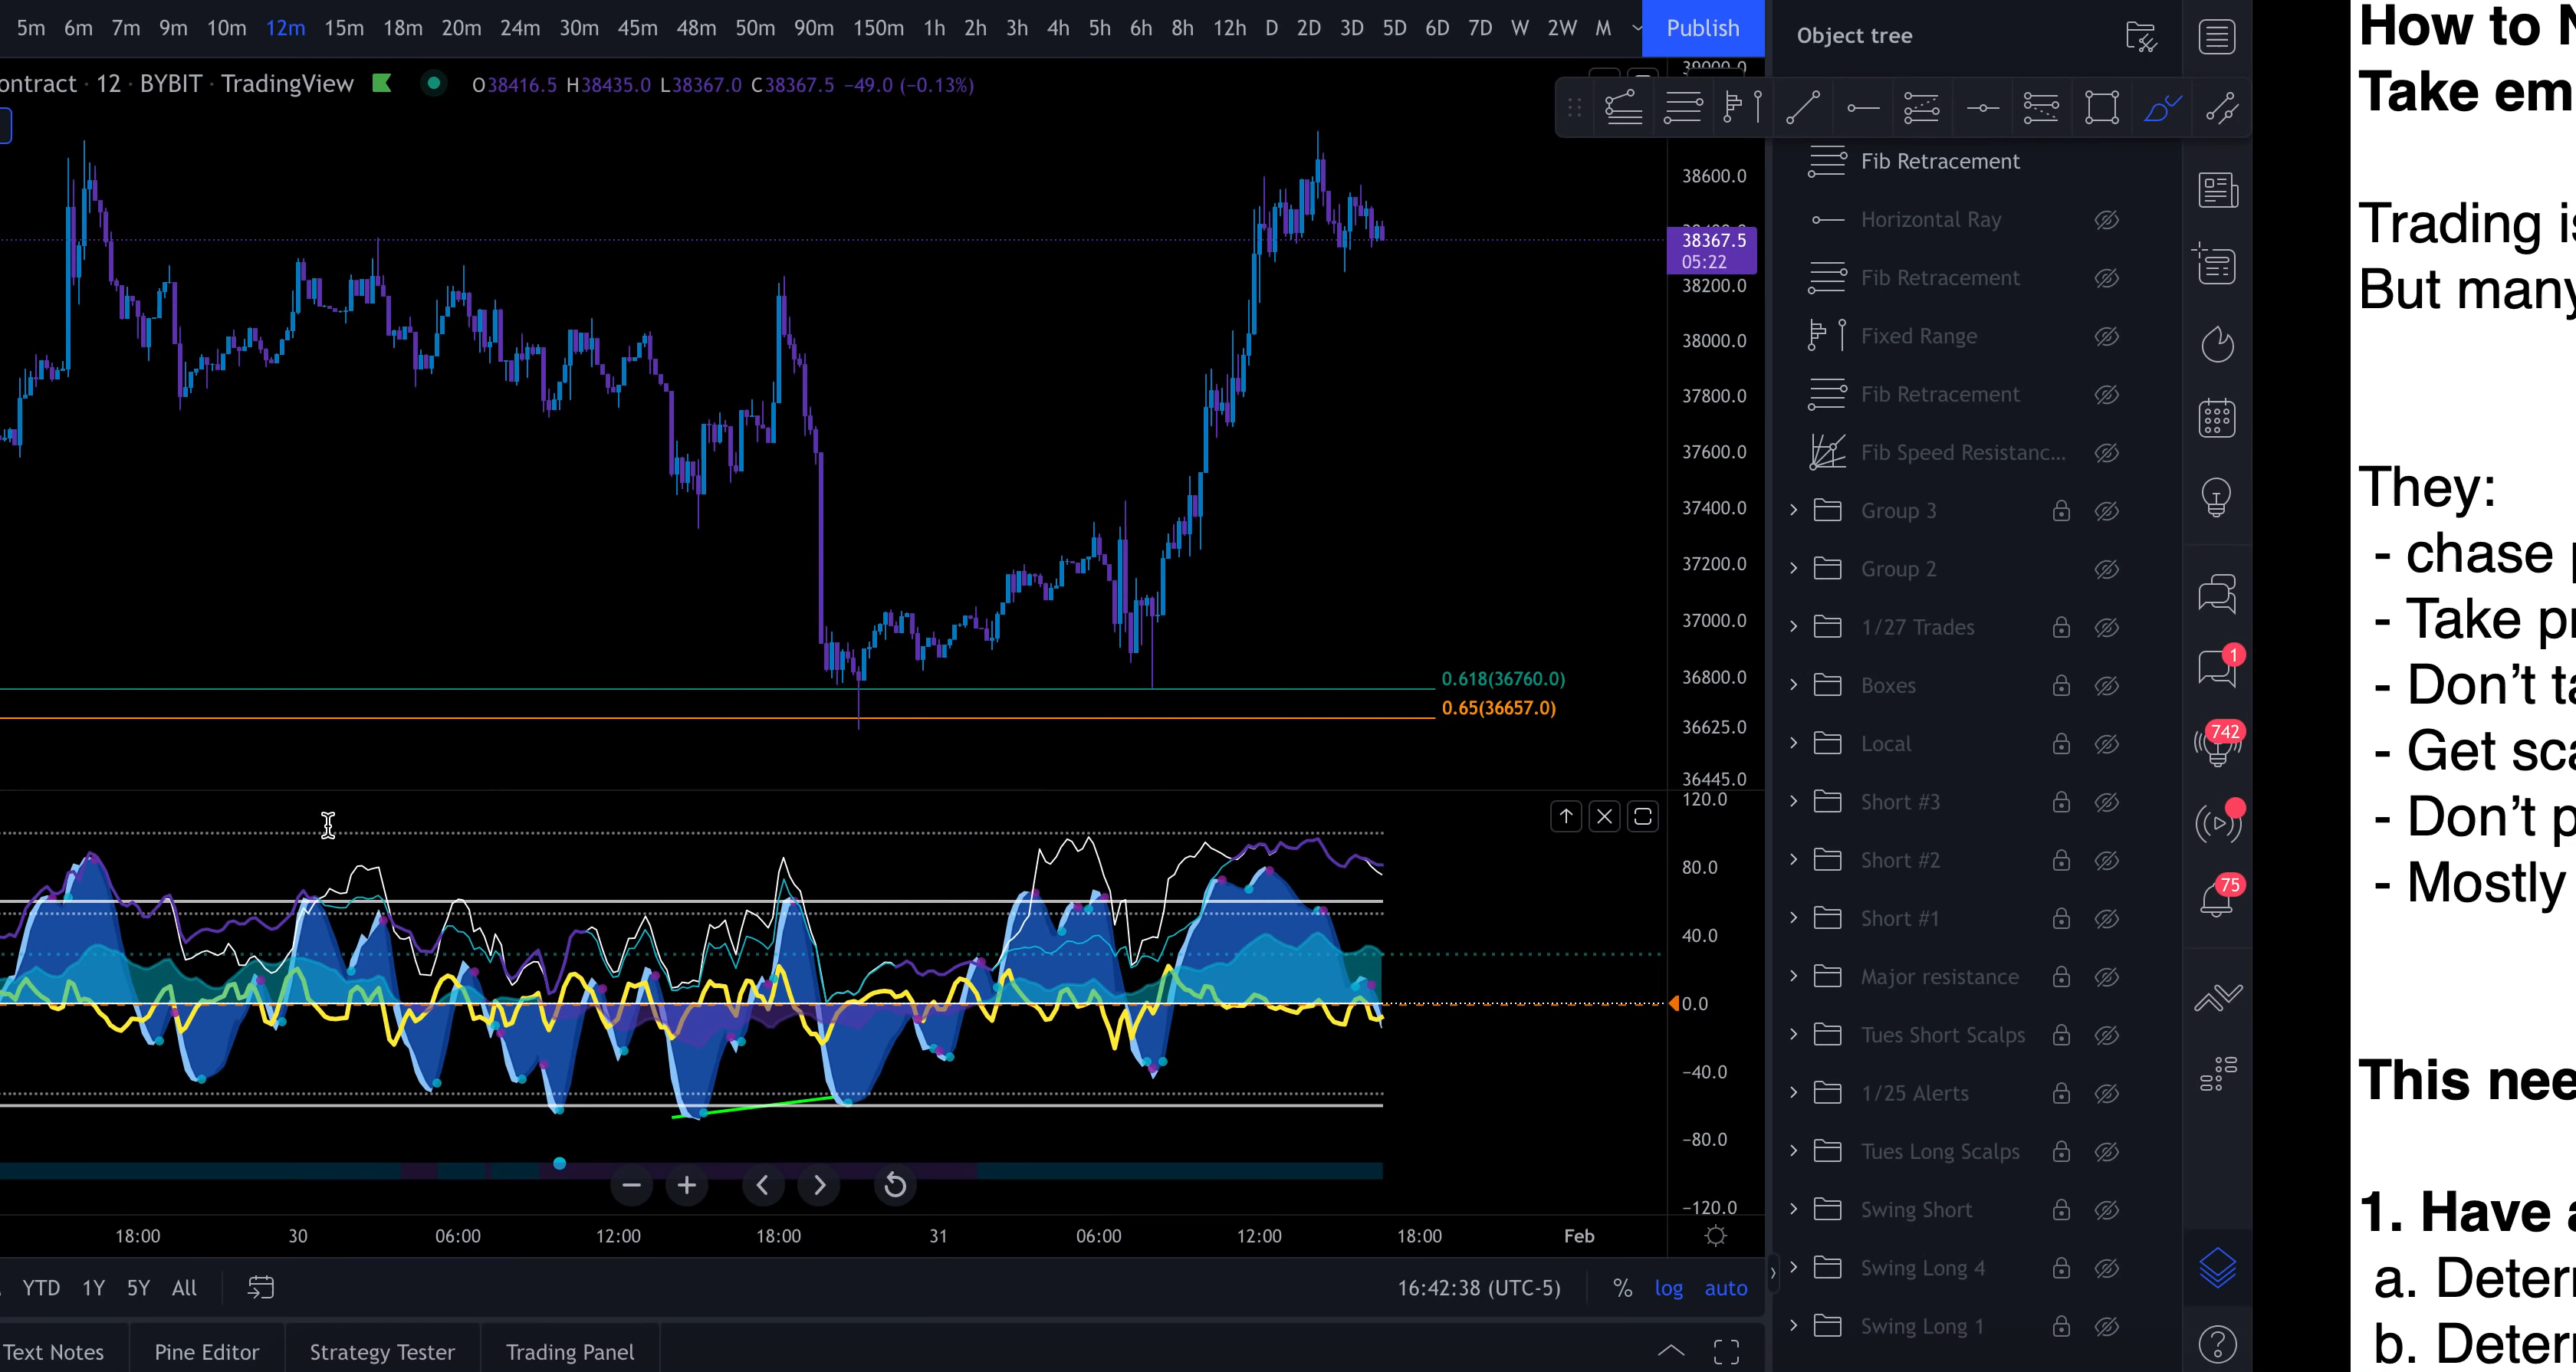 5m 6m 7m 9m 10m 12m 15m 18m 20m 24m 30m 45m 48m 50m 90m 150m 1h 2h 3h 4h 5h 6h 8h 12h D 2D 3D 5D 6D 7D W 2W M Publish
ontract · 12 · BYBIT · TradingView O38416.5 H38435.0 L38367.0 C38367.5 −49.0 (−0.13%)
39000.0
38600.0
38367.5
05:22
38200.0
38000.0
37800.0
37600.0
37400.0
37200.0
37000.0
36800.0
36625.0
36445.0
0.618(36760.0)
0.65(36657.0)
120.0
80.0
40.0
0.0
−40.0
−80.0
−120.0
18:00 30 06:00 12:00 18:00 31 06:00 12:00 18:00 Feb
YTD 1Y 5Y All
16:42:38 (UTC-5) % log auto
Text Notes Pine Editor Strategy Tester Trading Panel
Object tree
Fib Retracement
Horizontal Ray
Fib Retracement
Fixed Range
Fib Retracement
Fib Speed Resistanc...
Group 3
Group 2
1/27 Trades
Boxes
Local
Short #3
Short #2
Short #1
Major resistance
Tues Short Scalps
1/25 Alerts
Tues Long Scalps
Swing Short
Swing Long 4
Swing Long 1
1
742
75
How to N
Take em
Trading is
But many
They:
- chase p
- Take pr
- Don't ta
- Get sca
- Don't p
- Mostly
This nee
1. Have a
a. Deterr
b. Deterr